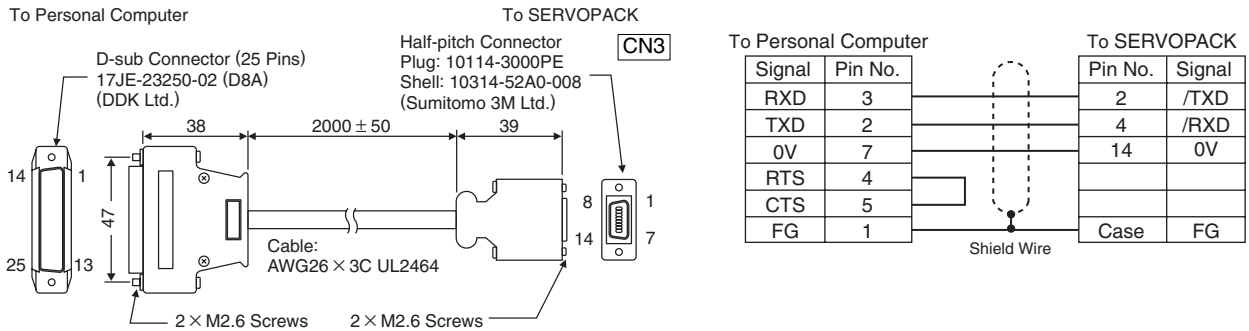 To Personal Computer
To SERVOPACK
D-sub Connector (25 Pins)
17JE-23250-02 (D8A)
(DDK Ltd.)
Half-pitch Connector
Plug: 10114-3000PE
Shell: 10314-52A0-008
(Sumitomo 3M Ltd.)
CN3
38
2000 ± 50
39
14
1
47
25
13
8
1
14
7
Cable:
AWG26 × 3C UL2464
2 × M2.6 Screws
2 × M2.6 Screws
To Personal Computer
To SERVOPACK
Signal Pin No. Pin No. Signal
RXD 3 2 /TXD
TXD 2 4 /RXD
0V 7 14 0V
RTS 4
CTS 5
FG 1 Case FG
Shield Wire